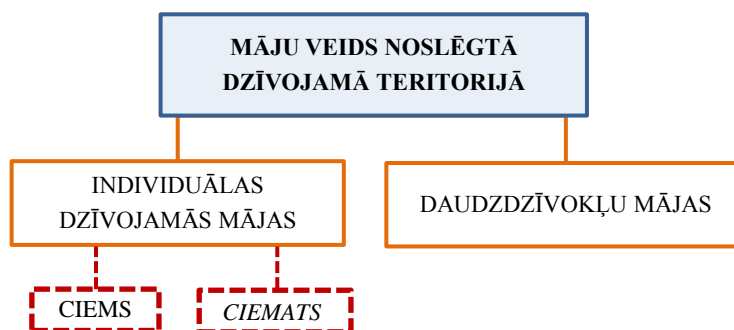 MĀJU VEIDS NOSLĒGTĀ
DZĪVOJAMĀ TERITORIJĀ
INDIVIDUĀLAS
DZĪVOJAMĀS MĀJAS
DAUDZDZĪVOKĻU MĀJAS
CIEMS
CIEMATS